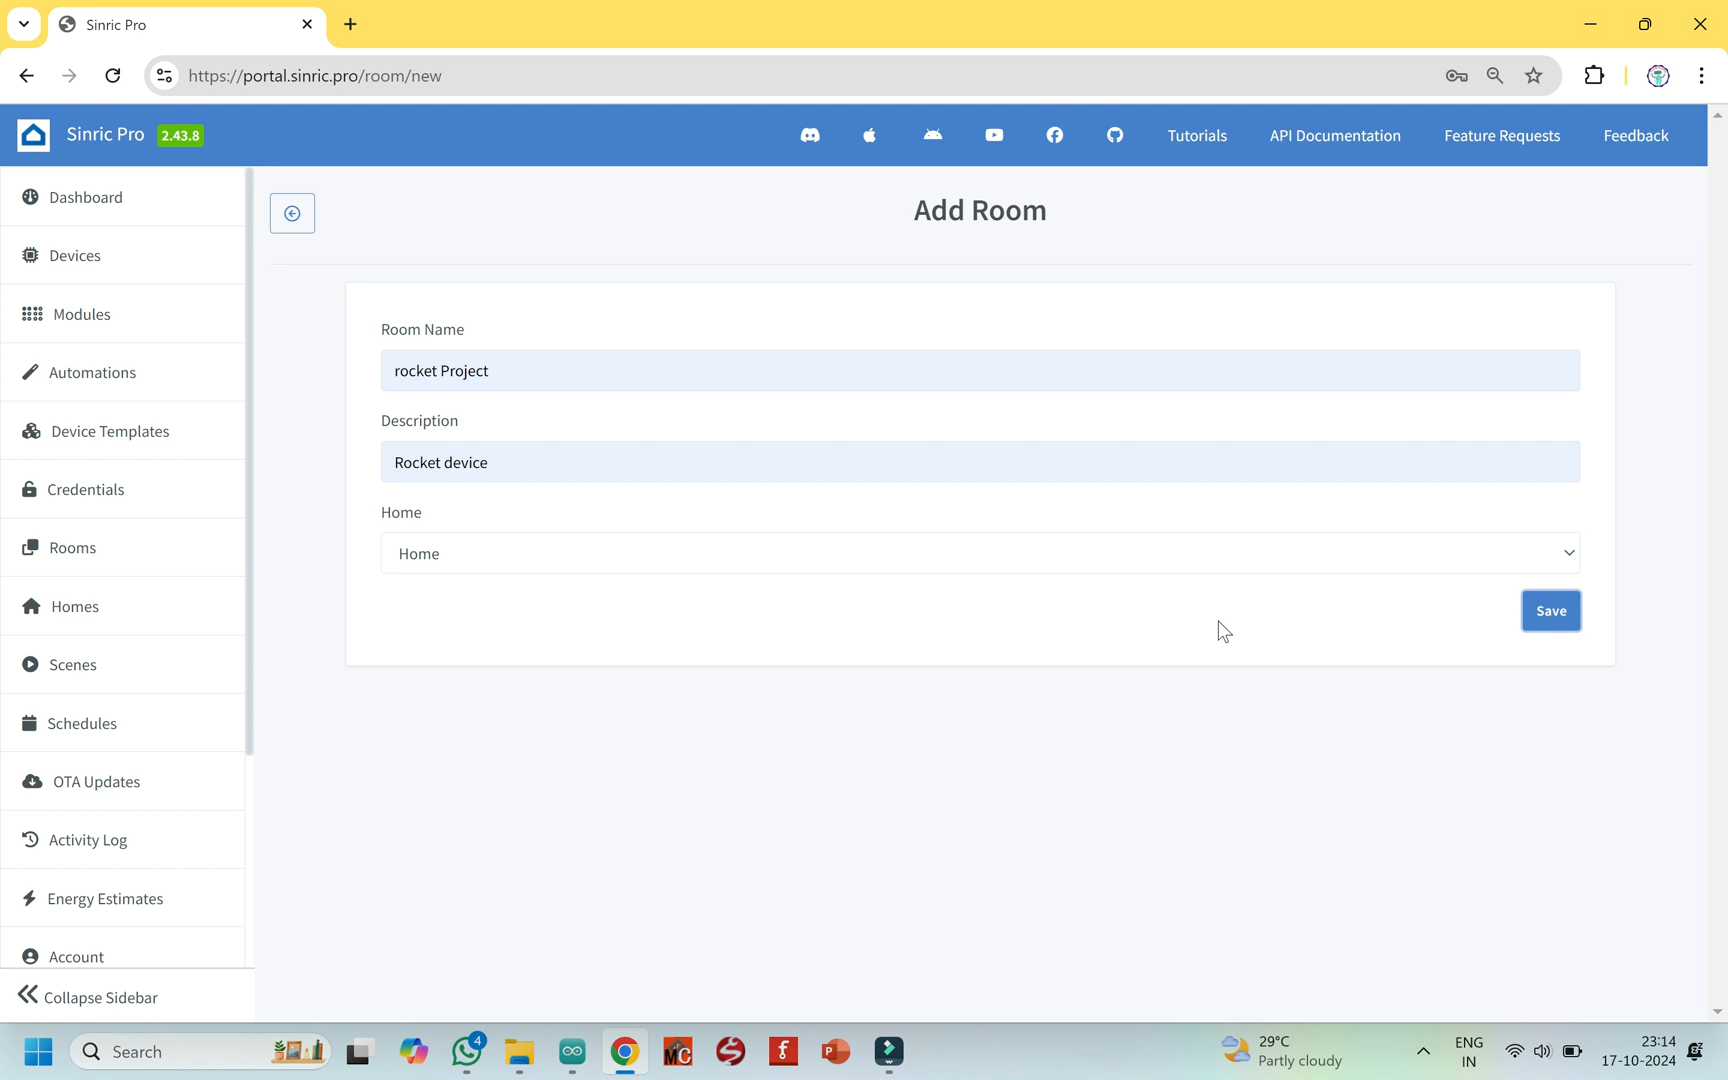 Sinric Pro
https://portal.sinric.pro/room/new
Sinric Pro 2.43.8
Tutorials
API Documentation
Feature Requests
Feedback
Dashboard
Devices
Modules
Automations
Device Templates
Credentials
Rooms
Homes
Scenes
Schedules
OTA Updates
Activity Log
Energy Estimates
Account
Collapse Sidebar
Add Room
Room Name
rocket Project
Description
Rocket device
Home
Home
Save
Search
4
MC
f
P
29°C
Partly cloudy
ENG
IN
23:14
17-10-2024